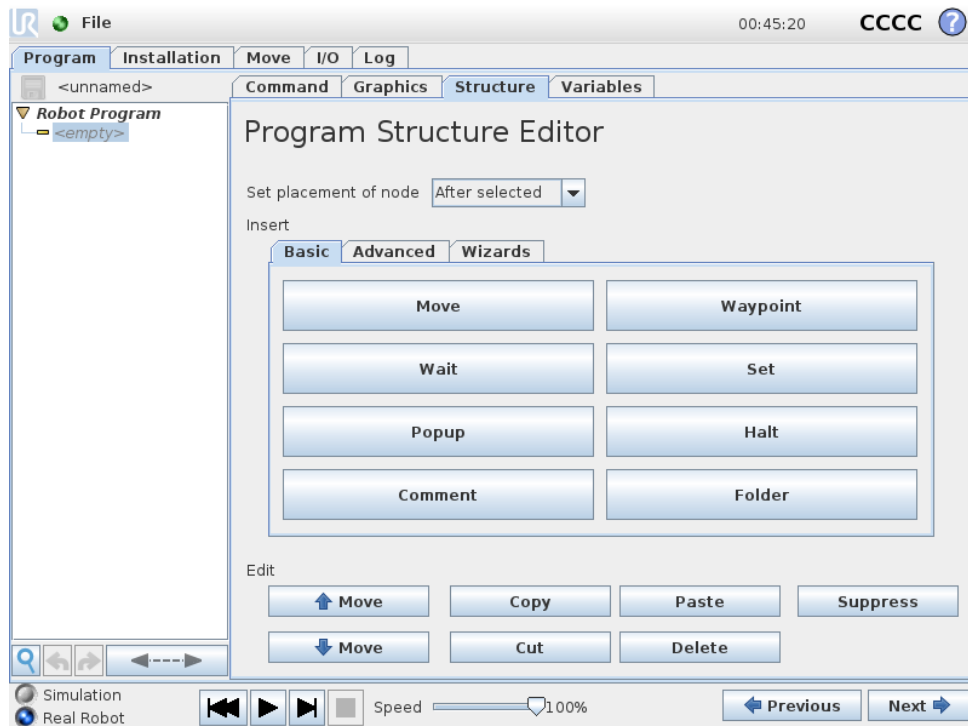 UR File 00:45:20 CCCC ?
Program Installation Move I/O Log
<unnamed> Command Graphics Structure Variables
Robot Program
<empty>
Program Structure Editor
Set placement of node After selected
Insert
Basic Advanced Wizards
Move Waypoint
Wait Set
Popup Halt
Comment Folder
Edit
Move Copy Paste Suppress
Move Cut Delete
Simulation
Real Robot
Speed 100% Previous Next